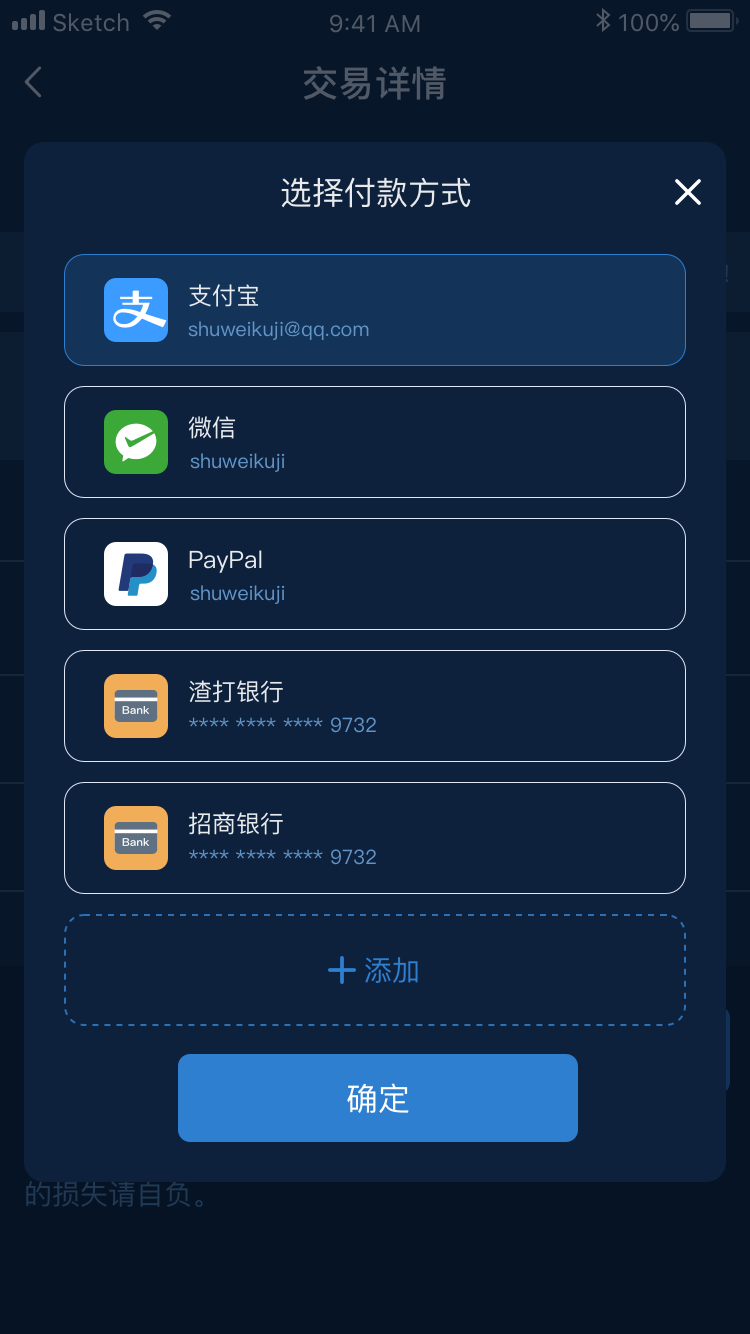 Sketch 9:41 AM 100%
交易详情
选择付款方式
!
支付宝
shuweikuji@qq.com
微信
shuweikuji
PayPal
shuweikuji
Bank
渣打银行
**** **** **** 9732
Bank
招商银行
**** **** **** 9732
添加
确定
的损失请自负。